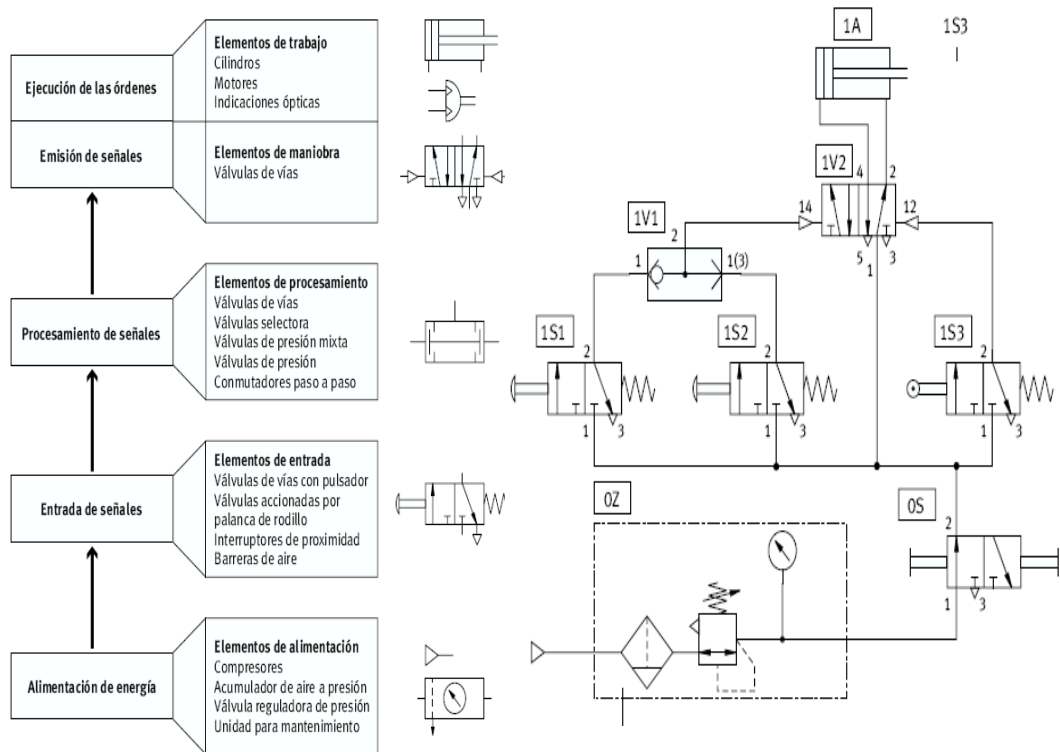 Ejecución de las órdenes
Elementos de trabajo
Cilindros
Motores
Indicaciones ópticas
Emisión de señales
Elementos de maniobra
Válvulas de vías
Procesamiento de señales
Elementos de procesamiento
Válvulas de vías
Válvulas selectora
Válvulas de presión mixta
Válvulas de presión
Conmutadores paso a paso
Entrada de señales
Elementos de entrada
Válvulas de vías con pulsador
Válvulas accionadas por
palanca de rodillo
Interruptores de proximidad
Barreras de aire
Alimentación de energía
Elementos de alimentación
Compresores
Acumulador de aire a presión
Válvula reguladora de presión
Unidad para mantenimiento
1A
1S3
1V2
4
2
14
12
5
1
3
1V1
2
1
1(3)
1S1
2
1
3
1S2
2
1
3
1S3
2
1
3
0Z
0S
2
1
3